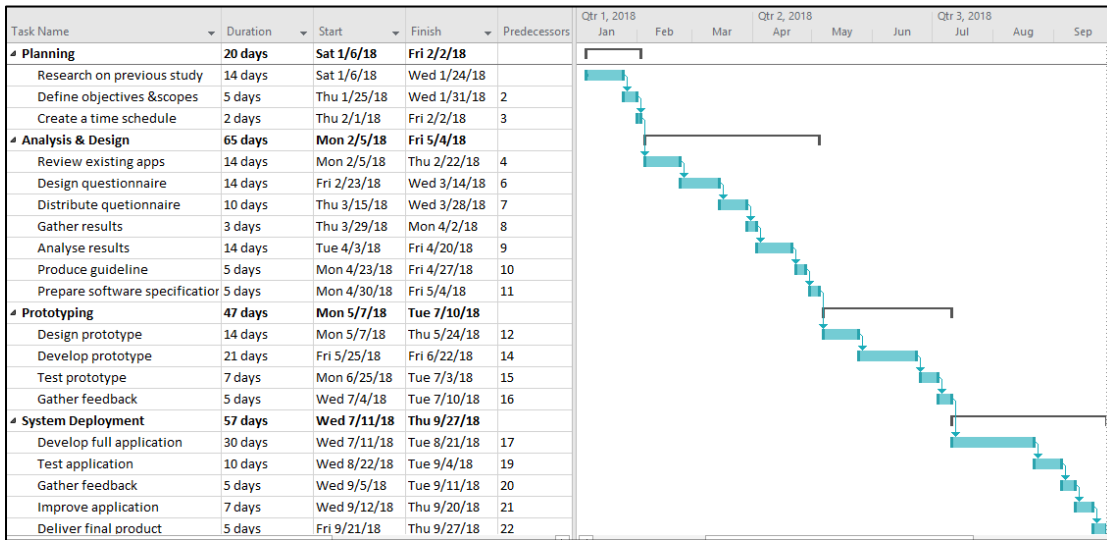 Qtr 1, 2018 Qtr 2, 2018 Qtr 3, 2018
Task Name Duration Start Finish Predecessors Jan Feb Mar Apr May Jun Jul Aug Sep
Planning 20 days Sat 1/6/18 Fri 2/2/18
Research on previous study 14 days Sat 1/6/18 Wed 1/24/18
Define objectives &scopes 5 days Thu 1/25/18 Wed 1/31/18 2
Create a time schedule 2 days Thu 2/1/18 Fri 2/2/18 3
Analysis & Design 65 days Mon 2/5/18 Fri 5/4/18
Review existing apps 14 days Mon 2/5/18 Thu 2/22/18 4
Design questionnaire 14 days Fri 2/23/18 Wed 3/14/18 6
Distribute quetionnaire 10 days Thu 3/15/18 Wed 3/28/18 7
Gather results 3 days Thu 3/29/18 Mon 4/2/18 8
Analyse results 14 days Tue 4/3/18 Fri 4/20/18 9
Produce guideline 5 days Mon 4/23/18 Fri 4/27/18 10
Prepare software specification 5 days Mon 4/30/18 Fri 5/4/18 11
Prototyping 47 days Mon 5/7/18 Tue 7/10/18
Design prototype 14 days Mon 5/7/18 Thu 5/24/18 12
Develop prototype 21 days Fri 5/25/18 Fri 6/22/18 14
Test prototype 7 days Mon 6/25/18 Tue 7/3/18 15
Gather feedback 5 days Wed 7/4/18 Tue 7/10/18 16
System Deployment 57 days Wed 7/11/18 Thu 9/27/18
Develop full application 30 days Wed 7/11/18 Tue 8/21/18 17
Test application 10 days Wed 8/22/18 Tue 9/4/18 19
Gather feedback 5 days Wed 9/5/18 Tue 9/11/18 20
Improve application 7 days Wed 9/12/18 Thu 9/20/18 21
Deliver final product 5 days Fri 9/21/18 Thu 9/27/18 22